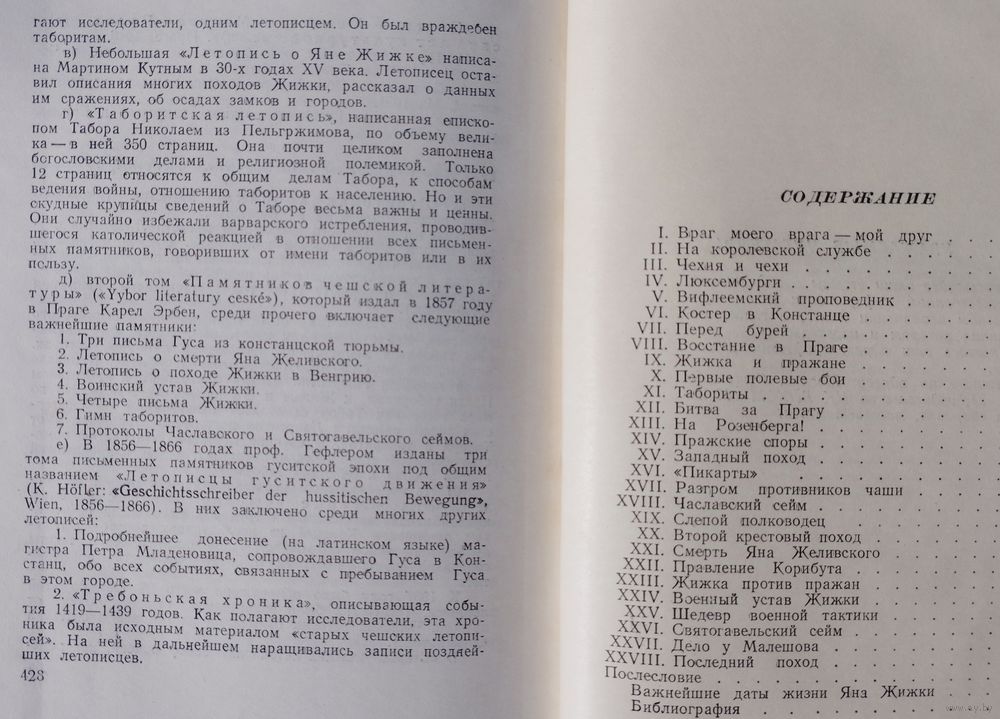 гают исследователи, одним летописцем. Он был враждебен
таборитам.
в) Небольшая «Летопись о Яне Жижке» написа-
на Мартином Кутным в 30-х годах XV века. Летописец оста-
вил описания многих походов Жижки, рассказал о данных
им сражениях, об осадах замков и городов.
г) «Таборитская летопись», написанная еписко-
пом Табора Николаем из Пельгржимова, по объему вели-
ка — в ней 350 страниц. Она почти целиком заполнена
богословскими делами и религиозной полемикой. Только
12 страниц относятся к общим делам Табора, к способам
ведения войны, отношению таборитов к населению. Но и эти
скудные крупицы сведений о Таборе весьма важны и ценны.
Они случайно избежали варварского истребления, проводив-
шегося католической реакцией в отношении всех письмен-
ных памятников, говоривших от имени таборитов или в их
пользу.
д) второй том «Памятников чешской литера-
туры» («Yybor literatury ceské»), который издал в 1857 году
в Праге Карел Эрбен, среди прочего включает следующие
важнейшие памятники:
1. Три письма Гуса из констанцской тюрьмы.
2. Летопись о смерти Яна Желивского.
3. Летопись о походе Жижки в Венгрию.
4. Воинский устав Жижки.
5. Четыре письма Жижки.
6. Гимн таборитов.
7. Протоколы Чаславского и Святогавельского сеймов.
е) В 1856—1866 годах проф. Гефлером изданы три
тома письменных памятников гуситской эпохи под общим
названием «Летописцы гуситского движения»
(K. Höfler: «Geschichtsschreiber der hussitischen Bewegung»,
Wien, 1856—1866). В них заключено среди многих других
летописей:
1. Подробнейшее донесение (на латинском языке) ма-
гистра Петра Младеновица, сопровождавшего Гуса в Кон-
станц, обо всех событиях, связанных с пребыванием Гуса
в этом городе.
2. «Требоньская хроника», описывающая собы-
тия 1419—1439 годов. Как полагают исследователи, эта хро-
ника была исходным материалом «старых чешских летопи-
сей». На ней в дальнейшем наращивались записи поздней-
ших летописцев.
428
СОДЕРЖАНИЕ
I. Враг моего врага — мой друг . .
II. На королевской службе . . . .
III. Чехия и чехи . . . . . .
IV. Люксембурги . . . . . .
V. Вифлеемский проповедник . . .
VI. Костер в Констанце . . . . .
VII. Перед бурей . . . . . .
VIII. Восстание в Праге . . . . .
IX. Жижка и пражане . . . . .
X. Первые полевые бои . . . . .
XI. Табориты . . . . . . .
XII. Битва за Прагу . . . . .
XIII. На Розенберга! . . . . .
XIV. Пражские споры . . . . .
XV. Западный поход . . . . .
XVI. «Пикарты» . . . . . .
XVII. Разгром противников чаши . . .
XVIII. Чаславский сейм . . . . .
XIX. Слепой полководец . . . . .
XX. Второй крестовый поход . . . .
XXI. Смерть Яна Желивского . . . .
XXII. Правление Корибута . . . .
XXIII. Жижка против пражан . . . .
XXIV. Военный устав Жижки . . . .
XXV. Шедевр военной тактики . . . .
XXVI. Святогавельский сейм . . . .
XXVII. Дело у Малешова . . . . .
XXVIII. Последний поход . . . . .
Послесловие . . . . . . . .
Важнейшие даты жизни Яна Жижки . .
Библиография . . . . . . .
www.ay.by